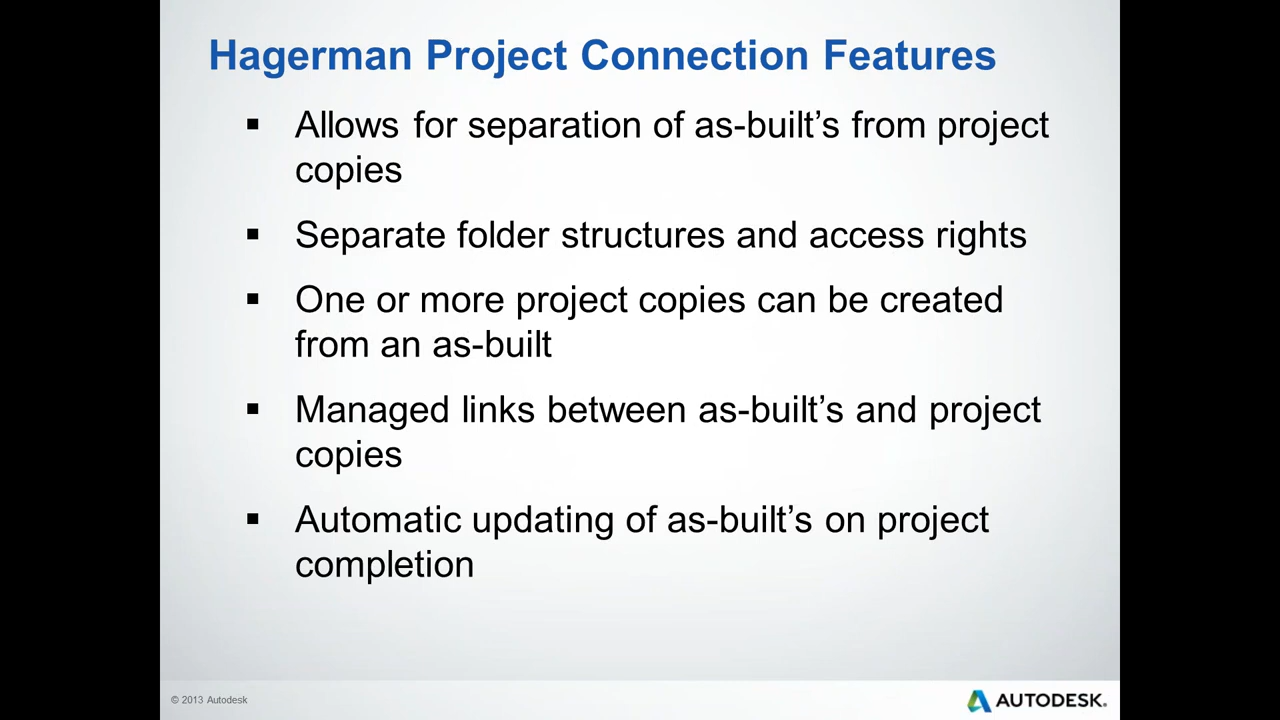 Hagerman Project Connection Features
▪ Allows for separation of as-built’s from project
copies
▪ Separate folder structures and access rights
▪ One or more project copies can be created
from an as-built
▪ Managed links between as-built’s and project
copies
▪ Automatic updating of as-built’s on project
completion
© 2013 Autodesk
AUTODESK.